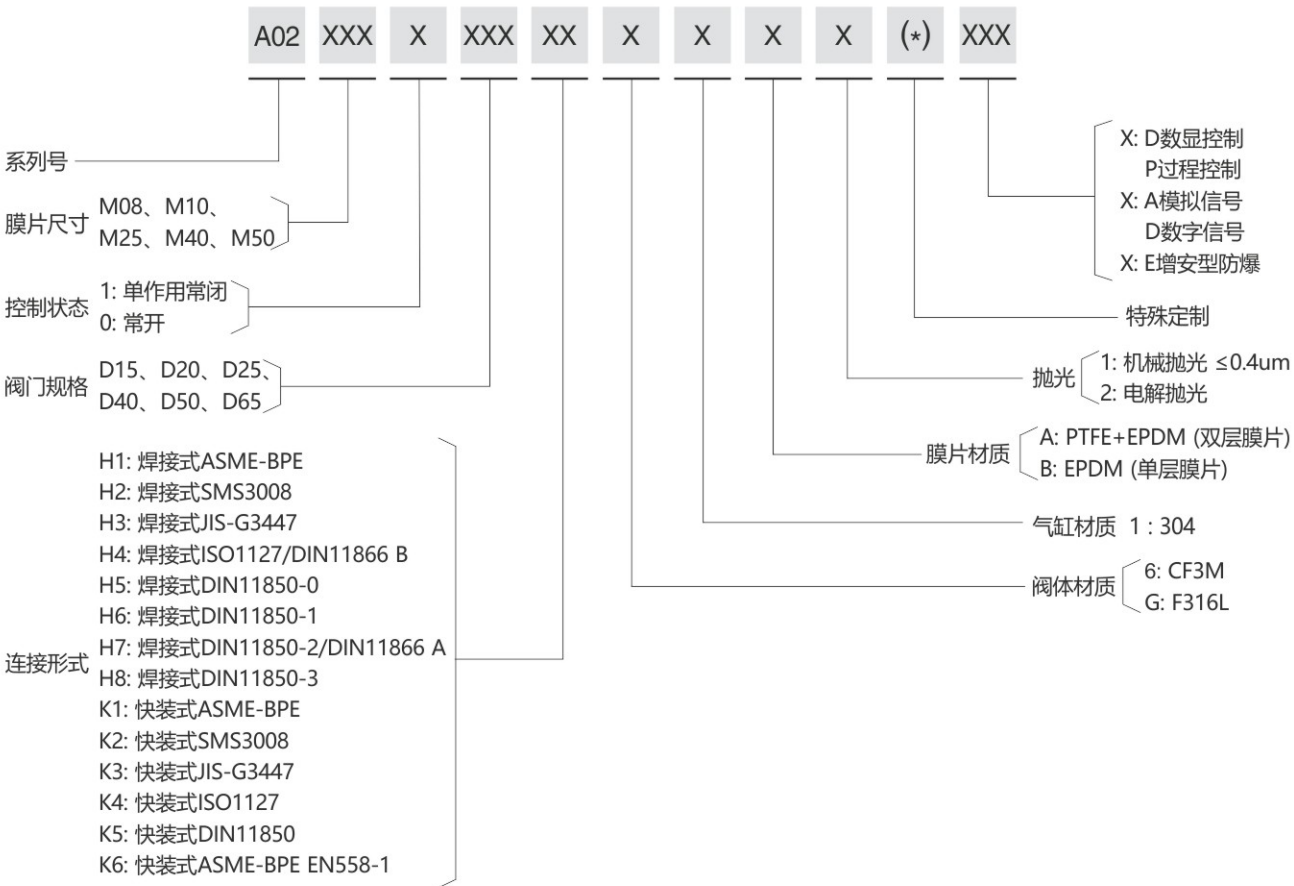 A02 XXX X XXX XX X X X X (*) XXX
系列号
膜片尺寸
M08、M10、
M25、M40、M50
控制状态
1: 单作用常闭
0: 常开
阀门规格
D15、D20、D25、
D40、D50、D65
连接形式
H1: 焊接式ASME-BPE
H2: 焊接式SMS3008
H3: 焊接式JIS-G3447
H4: 焊接式ISO1127/DIN11866 B
H5: 焊接式DIN11850-0
H6: 焊接式DIN11850-1
H7: 焊接式DIN11850-2/DIN11866 A
H8: 焊接式DIN11850-3
K1: 快装式ASME-BPE
K2: 快装式SMS3008
K3: 快装式JIS-G3447
K4: 快装式ISO1127
K5: 快装式DIN11850
K6: 快装式ASME-BPE EN558-1
X: D数显控制
P过程控制
X: A模拟信号
D数字信号
X: E增安型防爆
特殊定制
抛光
1: 机械抛光 ≤0.4um
2: 电解抛光
膜片材质
A: PTFE+EPDM (双层膜片)
B: EPDM (单层膜片)
气缸材质 1 : 304
阀体材质
6: CF3M
G: F316L